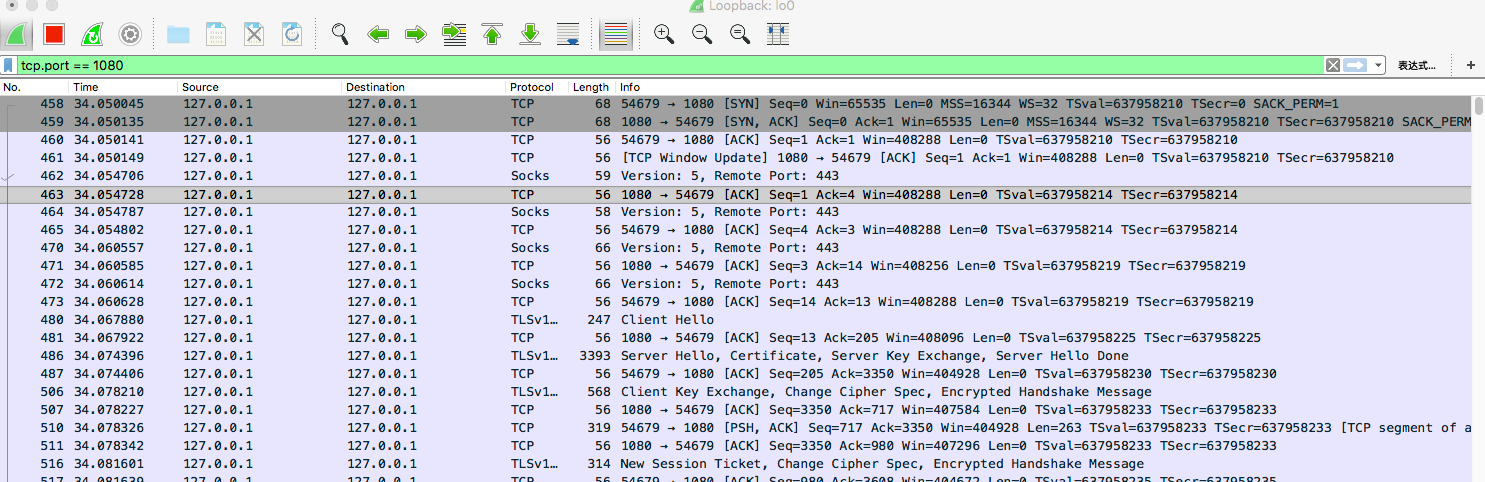 Loopback: lo0
tcp.port == 1080 表达式... +
No. Time Source Destination Protocol Length Info
458 34.050045 127.0.0.1 127.0.0.1 TCP 68 54679 → 1080 [SYN] Seq=0 Win=65535 Len=0 MSS=16344 WS=32 TSval=637958210 TSecr=0 SACK_PERM=1
459 34.050135 127.0.0.1 127.0.0.1 TCP 68 1080 → 54679 [SYN, ACK] Seq=0 Ack=1 Win=65535 Len=0 MSS=16344 WS=32 TSval=637958210 TSecr=637958210 SACK_PERM
460 34.050141 127.0.0.1 127.0.0.1 TCP 56 54679 → 1080 [ACK] Seq=1 Ack=1 Win=408288 Len=0 TSval=637958210 TSecr=637958210
461 34.050149 127.0.0.1 127.0.0.1 TCP 56 [TCP Window Update] 1080 → 54679 [ACK] Seq=1 Ack=1 Win=408288 Len=0 TSval=637958210 TSecr=637958210
462 34.054706 127.0.0.1 127.0.0.1 Socks 59 Version: 5, Remote Port: 443
463 34.054728 127.0.0.1 127.0.0.1 TCP 56 1080 → 54679 [ACK] Seq=1 Ack=4 Win=408288 Len=0 TSval=637958214 TSecr=637958214
464 34.054787 127.0.0.1 127.0.0.1 Socks 58 Version: 5, Remote Port: 443
465 34.054802 127.0.0.1 127.0.0.1 TCP 56 54679 → 1080 [ACK] Seq=4 Ack=3 Win=408288 Len=0 TSval=637958214 TSecr=637958214
470 34.060557 127.0.0.1 127.0.0.1 Socks 66 Version: 5, Remote Port: 443
471 34.060585 127.0.0.1 127.0.0.1 TCP 56 1080 → 54679 [ACK] Seq=3 Ack=14 Win=408256 Len=0 TSval=637958219 TSecr=637958219
472 34.060614 127.0.0.1 127.0.0.1 Socks 66 Version: 5, Remote Port: 443
473 34.060628 127.0.0.1 127.0.0.1 TCP 56 54679 → 1080 [ACK] Seq=14 Ack=13 Win=408288 Len=0 TSval=637958219 TSecr=637958219
480 34.067880 127.0.0.1 127.0.0.1 TLSv1… 247 Client Hello
481 34.067922 127.0.0.1 127.0.0.1 TCP 56 1080 → 54679 [ACK] Seq=13 Ack=205 Win=408096 Len=0 TSval=637958225 TSecr=637958225
486 34.074396 127.0.0.1 127.0.0.1 TLSv1… 3393 Server Hello, Certificate, Server Key Exchange, Server Hello Done
487 34.074406 127.0.0.1 127.0.0.1 TCP 56 54679 → 1080 [ACK] Seq=205 Ack=3350 Win=404928 Len=0 TSval=637958230 TSecr=637958230
506 34.078210 127.0.0.1 127.0.0.1 TLSv1… 568 Client Key Exchange, Change Cipher Spec, Encrypted Handshake Message
507 34.078227 127.0.0.1 127.0.0.1 TCP 56 1080 → 54679 [ACK] Seq=3350 Ack=717 Win=407584 Len=0 TSval=637958233 TSecr=637958233
510 34.078326 127.0.0.1 127.0.0.1 TCP 319 54679 → 1080 [PSH, ACK] Seq=717 Ack=3350 Win=404928 Len=263 TSval=637958233 TSecr=637958233 [TCP segment of a
511 34.078342 127.0.0.1 127.0.0.1 TCP 56 1080 → 54679 [ACK] Seq=3350 Ack=980 Win=407296 Len=0 TSval=637958233 TSecr=637958233
516 34.081601 127.0.0.1 127.0.0.1 TLSv1… 314 New Session Ticket, Change Cipher Spec, Encrypted Handshake Message
517 34.081639 127.0.0.1 127.0.0.1 TCP 56 54679 → 1080 [ACK] Seq=980 Ack=3608 Win=404672 Len=0 TSval=637958235 TSecr=637958235